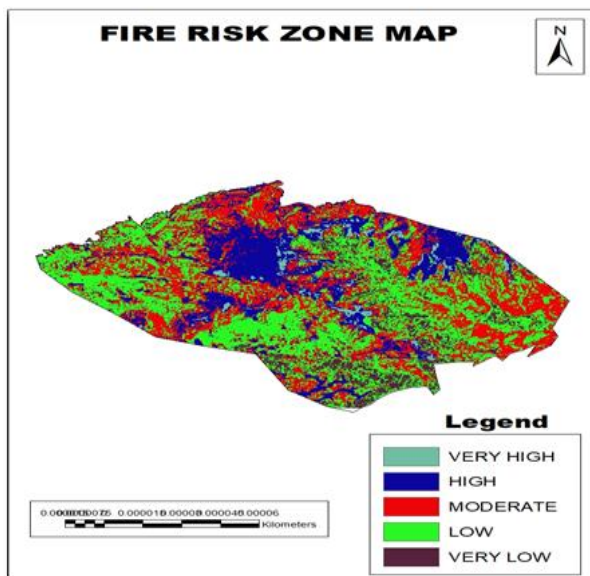 FIRE RISK ZONE MAP
N
Legend
VERY HIGH
HIGH
MODERATE
LOW
VERY LOW
Kilometers